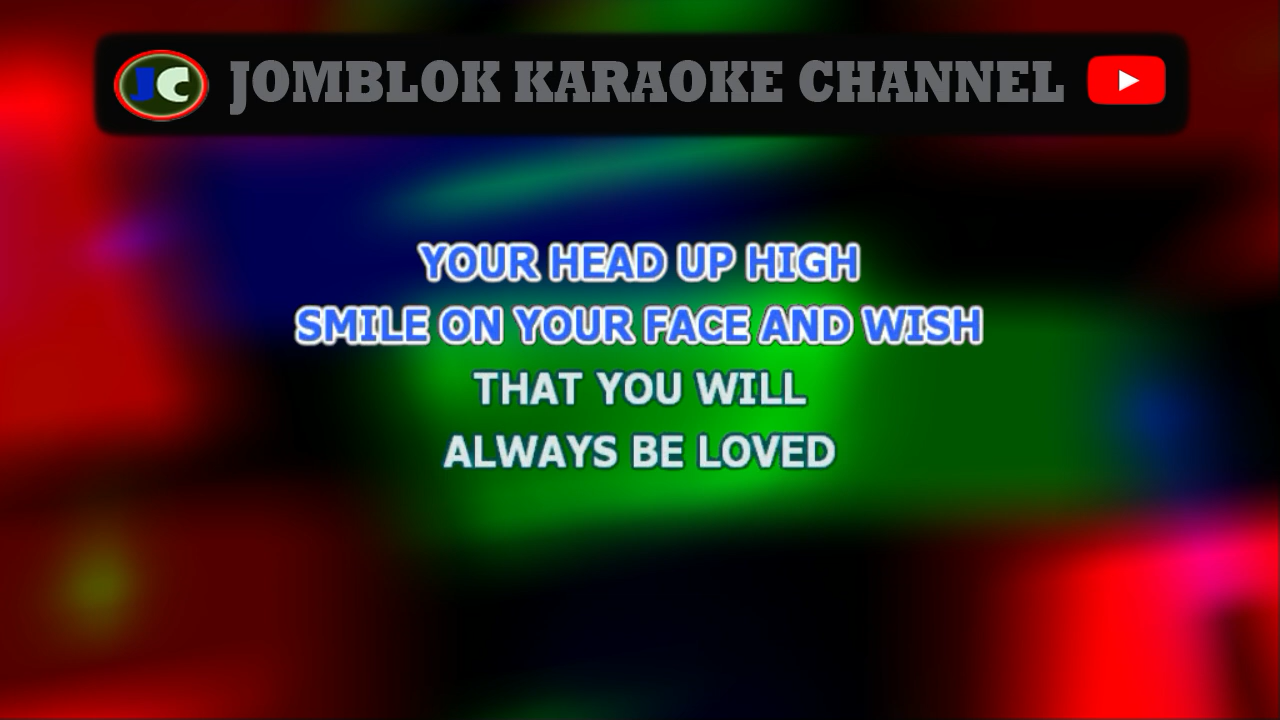 JC JOMBLOK KARAOKE CHANNEL
YOUR HEAD UP HIGH
SMILE ON YOUR FACE AND WISH
THAT YOU WILL
ALWAYS BE LOVED